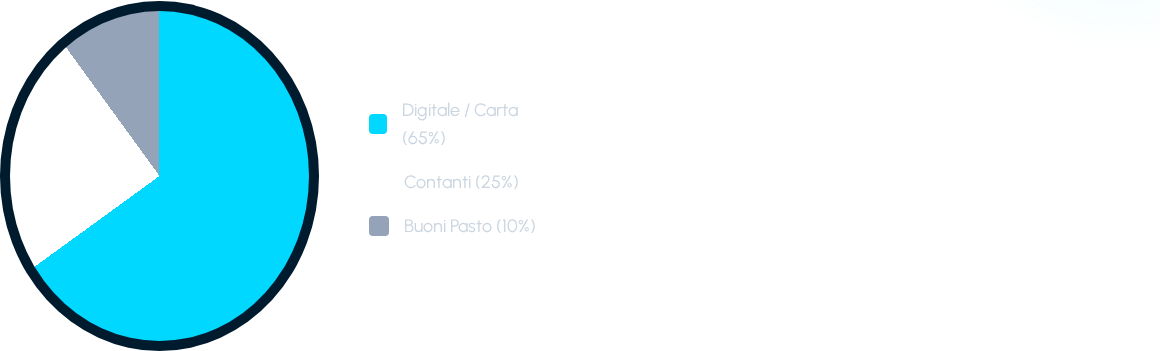 Digitale / Carta
(65%)
Contanti (25%)
Buoni Pasto (10%)